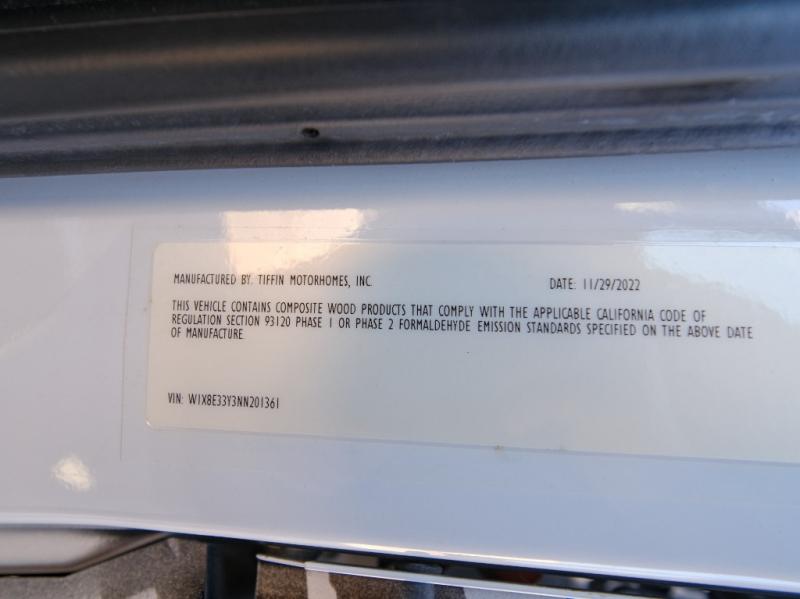 MANUFACTURED BY: TIFFIN MOTORHOMES, INC. DATE: 11/29/2022
THIS VEHICLE CONTAINS COMPOSITE WOOD PRODUCTS THAT COMPLY WITH THE APPLICABLE CALIFORNIA CODE OF
REGULATION SECTION 93120 PHASE 1 OR PHASE 2 FORMALDEHYDE EMISSION STANDARDS SPECIFIED ON THE ABOVE DATE
OF MANUFACTURE
VIN: W1X8E33Y3NN201361